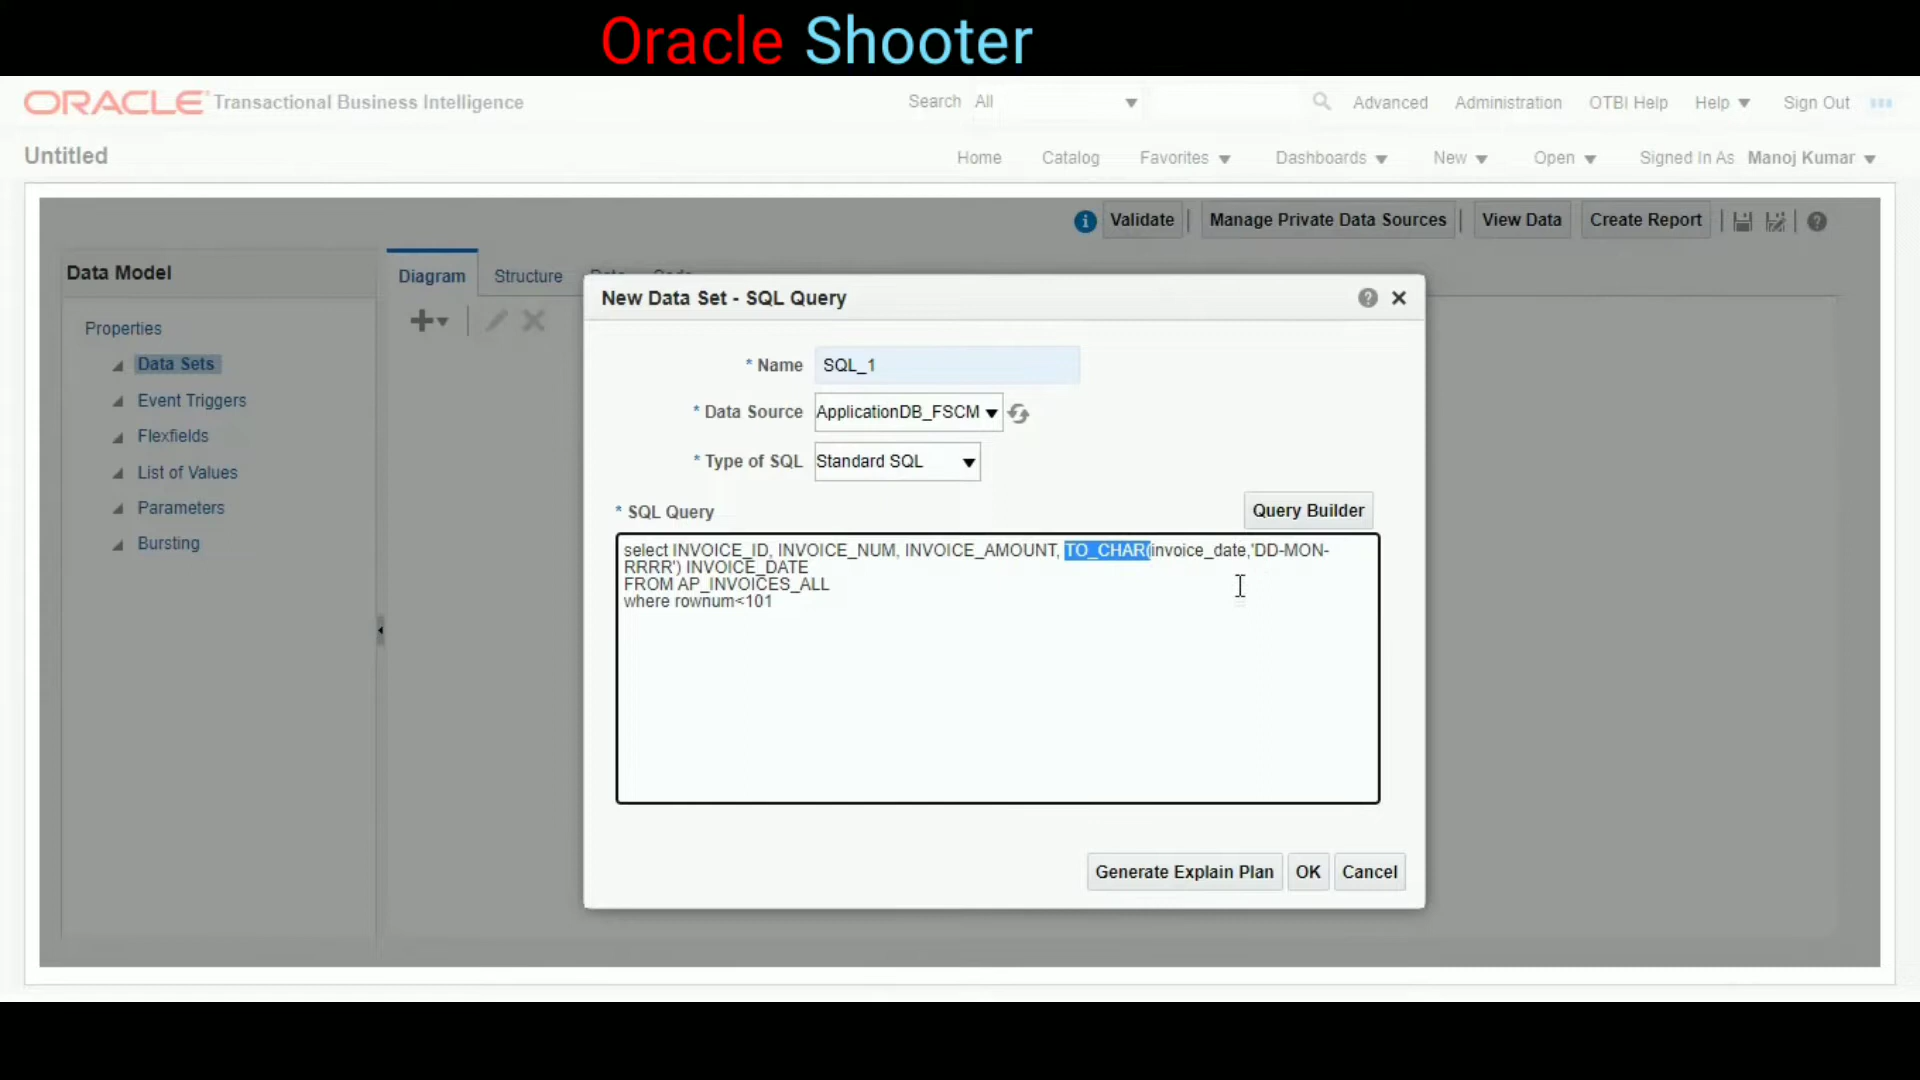 Oracle Shooter
ORACLE Transactional Business Intelligence
Search All
Advanced Administration OTBI Help Help Sign Out
Untitled
Home Catalog Favorites Dashboards New Open Signed In As Manoj Kumar
Validate Manage Private Data Sources View Data Create Report
Data Model
Diagram Structure Data Code
Properties
Data Sets
Event Triggers
Flexfields
List of Values
Parameters
Bursting
New Data Set - SQL Query
* Name SQL_1
* Data Source ApplicationDB_FSCM
* Type of SQL Standard SQL
* SQL Query
Query Builder
select INVOICE_ID, INVOICE_NUM, INVOICE_AMOUNT, TO_CHAR(invoice_date,'DD-MON-
RRRR') INVOICE_DATE
FROM AP_INVOICES_ALL
where rownum<101
Generate Explain Plan OK Cancel